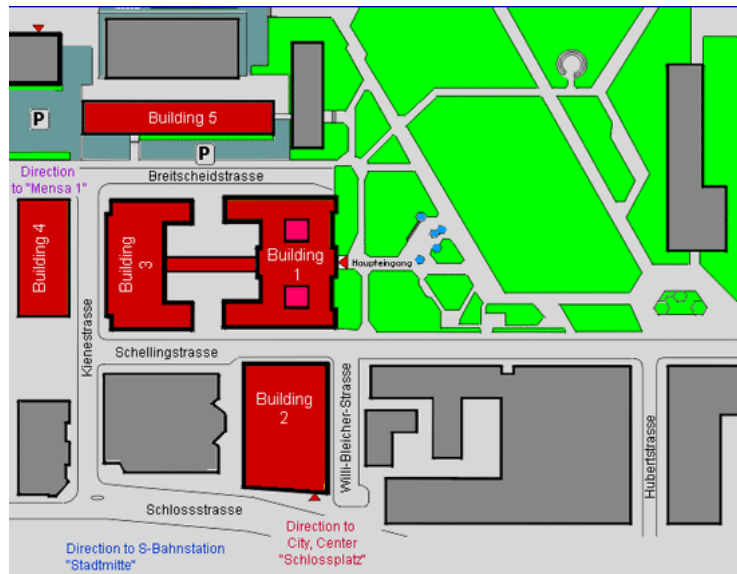 Building 5
P
P
Direction
to "Mensa 1"
Breitscheidstrasse
Building 4
Building
3
Building
1
Haupteingang
Kienestrasse
Schellingstrasse
Building
2
Willi-Bleicher-Strasse
Hubertstrasse
Schlossstrasse
Direction to
City, Center
"Schlossplatz"
Direction to S-Bahnstation
"Stadtmitte"